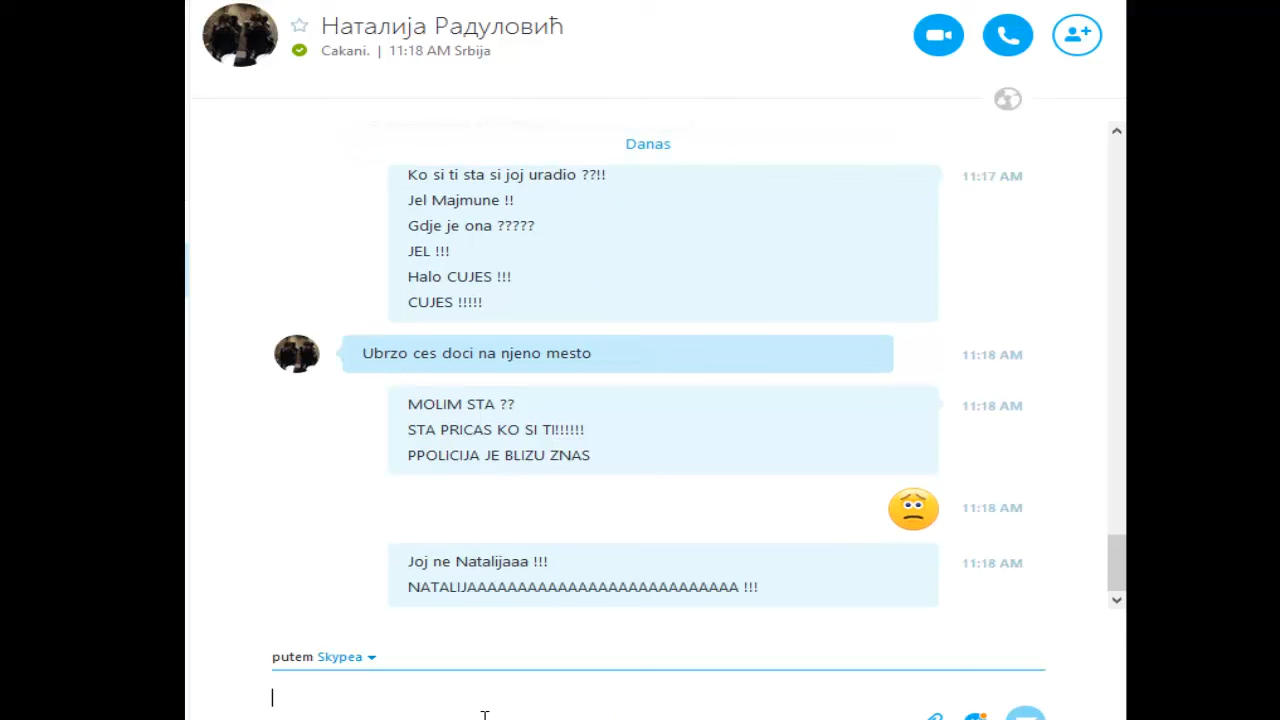 Наталија Радуловић
Cakani. | 11:18 AM Srbija
Danas
Ko si ti sta si joj uradio ??!! 11:17 AM
Jel Majmune !!
Gdje je ona ?????
JEL !!!
Halo CUJES !!!
CUJES !!!!!
Ubrzo ces doci na njeno mesto 11:18 AM
MOLIM STA ?? 11:18 AM
STA PRICAS KO SI TI!!!!!!
PPOLICIJA JE BLIZU ZNAS
11:18 AM
Joj ne Natalijaaa !!! 11:18 AM
NATALIJAAAAAAAAAAAAAAAAAAAAAAAAAAA !!!
putem Skypea